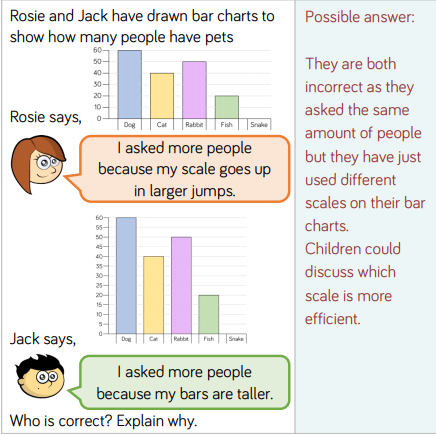 Rosie and Jack have drawn bar charts to
show how many people have pets
60
50
40
30
20
10
0
Dog Cat Rabbit Fish Snake
Rosie says,
I asked more people
because my scale goes up
in larger jumps.
60
55
50
45
40
35
30
25
20
15
10
5
0
Dog Cat Rabbit Fish Snake
Jack says,
I asked more people
because my bars are taller.
Who is correct? Explain why.
Possible answer:
They are both
incorrect as they
asked the same
amount of people
but they have just
used different
scales on their bar
charts.
Children could
discuss which
scale is more
efficient.